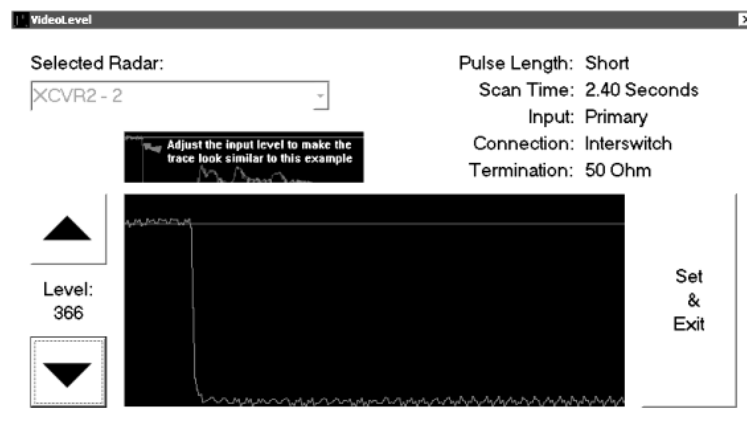 VideoLevel
Selected Radar:
XCVR2 - 2
Pulse Length: Short
Scan Time: 2.40 Seconds
Input: Primary
Connection: Interswitch
Termination: 50 Ohm
Adjust the input level to make the
trace look similar to this example
Level:
366
Set
&
Exit